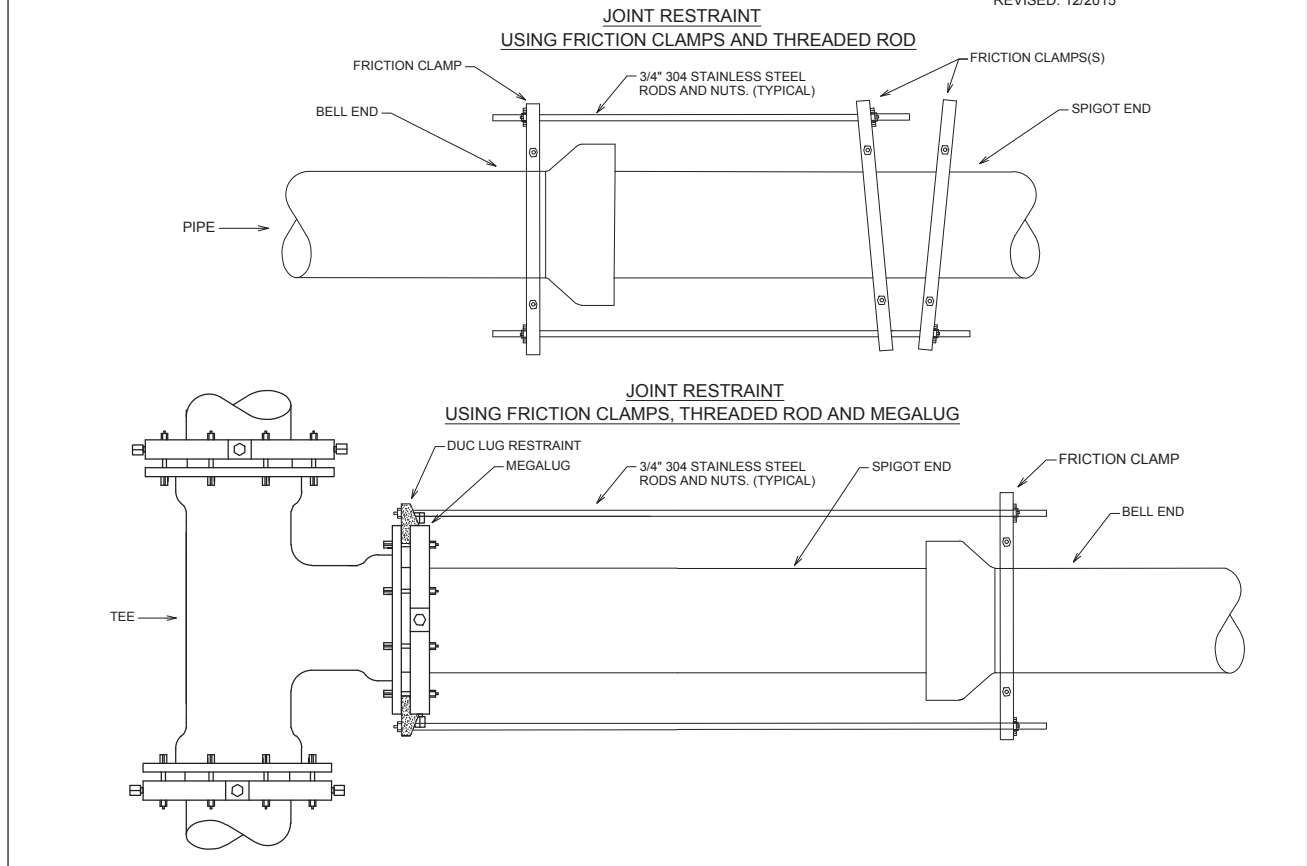 REVISED: 12/2015
JOINT RESTRAINT
USING FRICTION CLAMPS AND THREADED ROD
FRICTION CLAMP
3/4" 304 STAINLESS STEEL
RODS AND NUTS. (TYPICAL)
FRICTION CLAMPS(S)
BELL END
SPIGOT END
PIPE
JOINT RESTRAINT
USING FRICTION CLAMPS, THREADED ROD AND MEGALUG
DUC LUG RESTRAINT
MEGALUG
3/4" 304 STAINLESS STEEL
RODS AND NUTS. (TYPICAL)
SPIGOT END
FRICTION CLAMP
BELL END
TEE